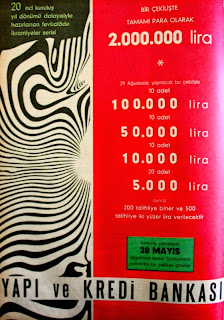 20 nci kuruluş
yıl dönümü dolayısiyle
hazırlanan fevkalâde
ikramiyeler serisi
BİR ÇEKİLİŞTE
TAMAMI PARA OLARAK
2.000.000 lira
*
29 Ağustosta yapılacak bu çekilişte
10 adet
100.000 lira
10 adet
50.000 lira
10 adet
10.000 lira
20 adet
5.000 lira
ayrıca
200 talihliye biner ve 500
talihliye iki yüzer lira verilecektir
28 MAYIS
YAPI ve KREDİ BANKASI